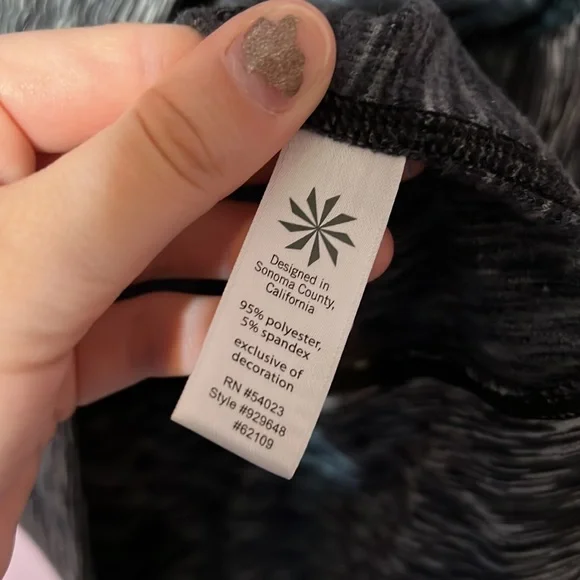 Designed in
Sonoma County,
California
95% polyester,
5% spandex
exclusive of
decoration
RN #54023
Style #929648
#62109